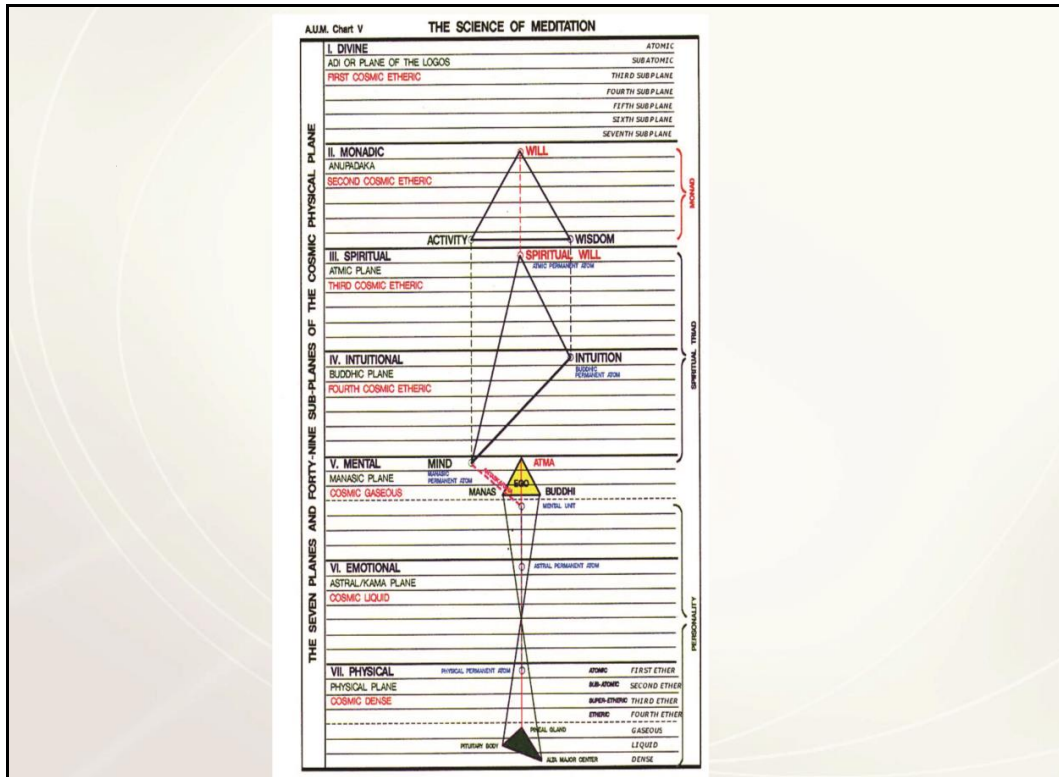 A.U.M. Chart V THE SCIENCE OF MEDITATION
THE SEVEN PLANES AND FORTY-NINE SUB-PLANES OF THE COSMIC PHYSICAL PLANE
I. DIVINE ATOMIC
ADI OR PLANE OF THE LOGOS SUBATOMIC
FIRST COSMIC ETHERIC THIRD SUBPLANE
FOURTH SUBPLANE
FIFTH SUBPLANE
SIXTH SUBPLANE
SEVENTH SUBPLANE
II. MONADIC WILL
ANUPADAKA
SECOND COSMIC ETHERIC
MONAD
ACTIVITY WISDOM
III. SPIRITUAL SPIRITUAL WILL
ATMIC PLANE ATMIC PERMANENT ATOM
THIRD COSMIC ETHERIC
SPIRITUAL TRIAD
IV. INTUITIONAL INTUITION
BUDDHIC PLANE BUDDHIC PERMANENT ATOM
FOURTH COSMIC ETHERIC
V. MENTAL MIND ATMA
MANASIC PLANE MANASIC PERMANENT ATOM EGO
COSMIC GASEOUS MANAS BUDDHI
MENTAL UNIT
VI. EMOTIONAL ASTRAL PERMANENT ATOM
ASTRAL/KAMA PLANE
COSMIC LIQUID
PERSONALITY
VII. PHYSICAL PHYSICAL PERMANENT ATOM ATOMIC FIRST ETHER
PHYSICAL PLANE SUB-ATOMIC SECOND ETHER
COSMIC DENSE SUPER-ETHERIC THIRD ETHER
ETHERIC FOURTH ETHER
PINEAL GLAND GASEOUS
PITUITARY BODY LIQUID
ALTA MAJOR CENTER DENSE